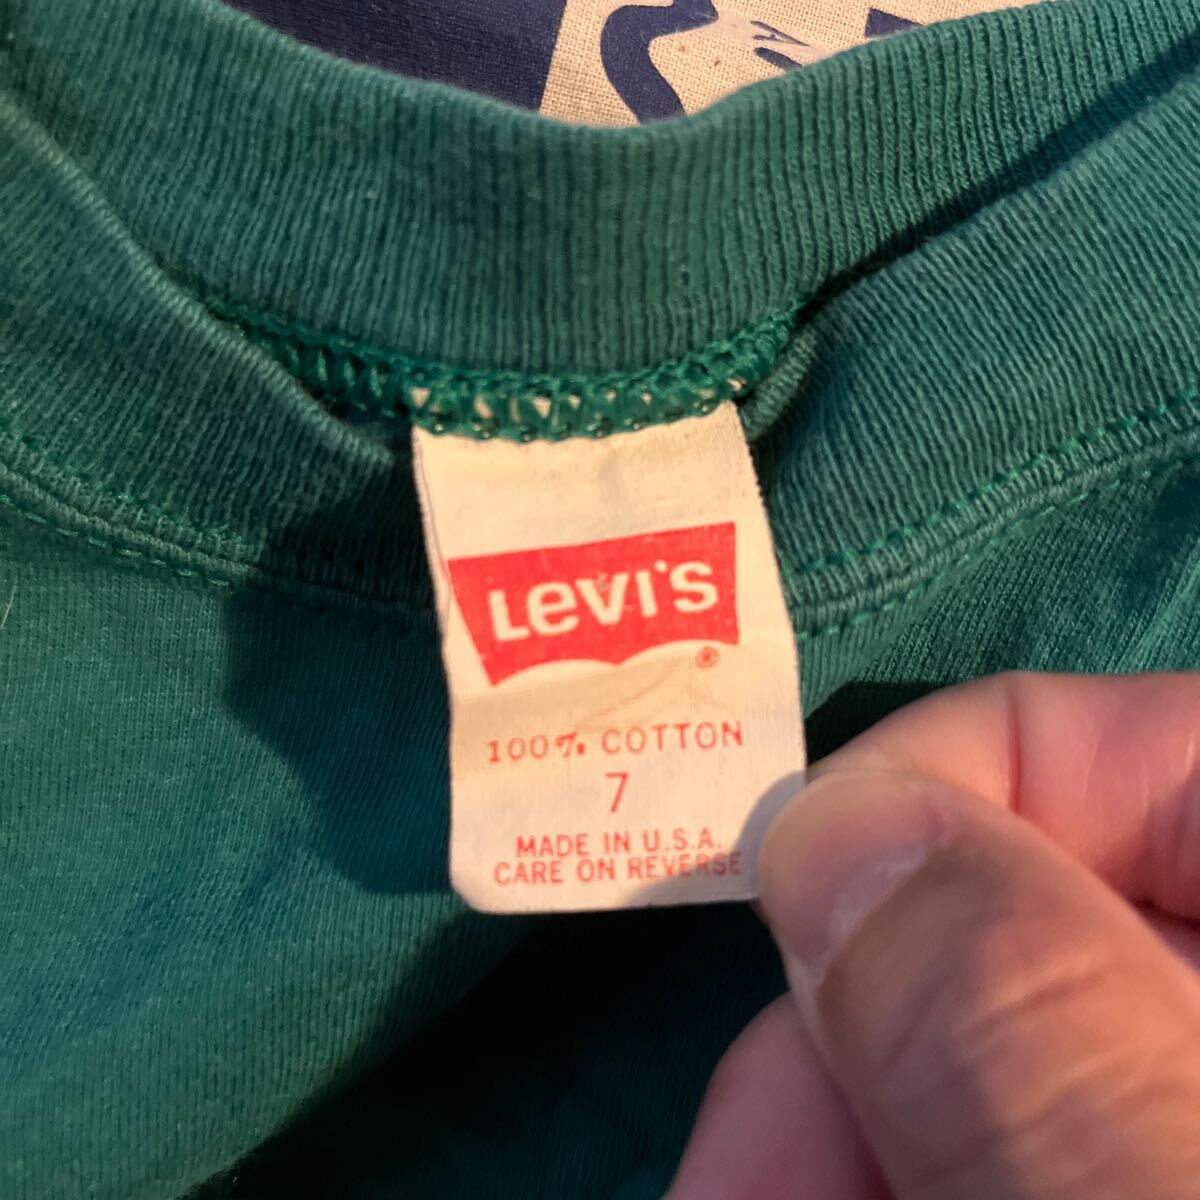 Levi's
®
100% COTTON
7
MADE IN U.S.A.
CARE ON REVERSE